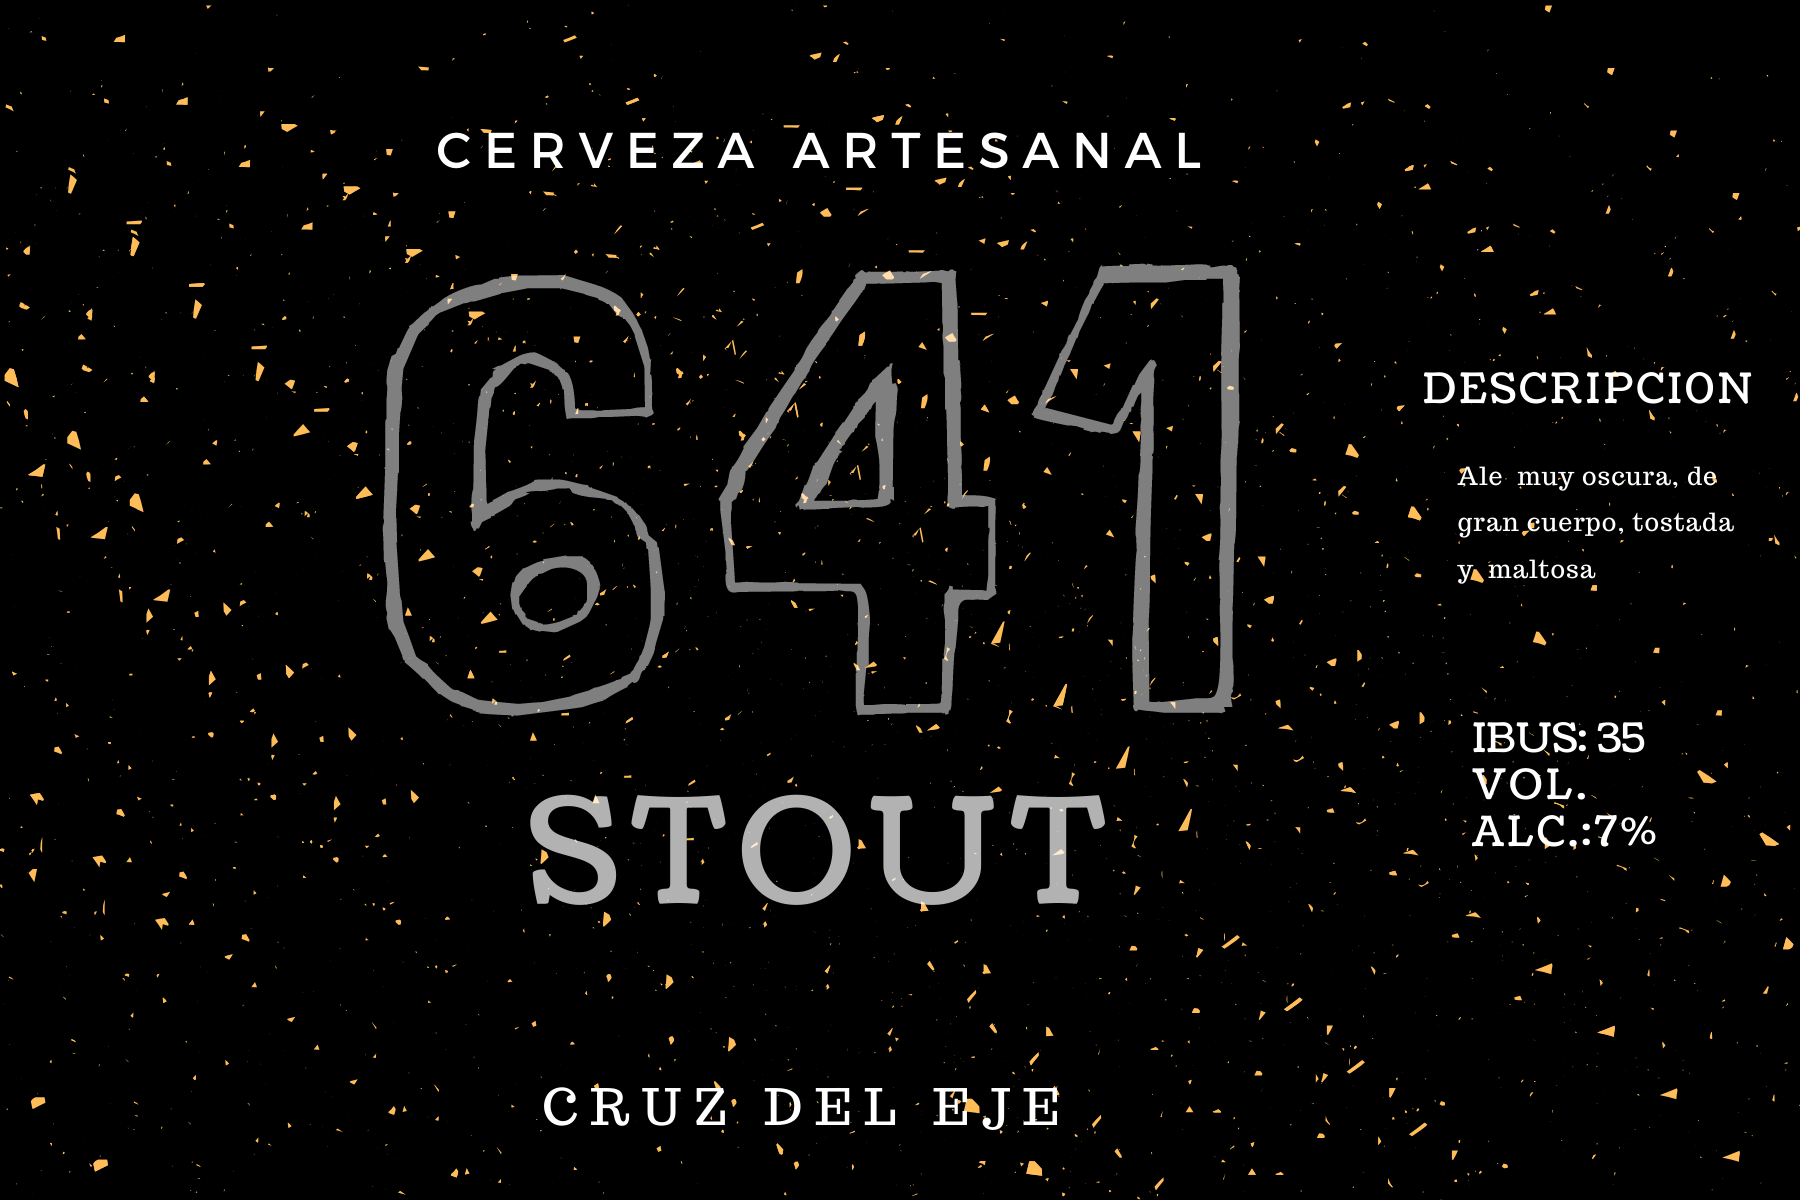 CERVEZA ARTESANAL
641
STOUT
CRUZ DEL EJE
DESCRIPCION
Ale muy oscura, de
gran cuerpo, tostada
y maltosa
IBUS: 35
VOL.
ALC.:7%